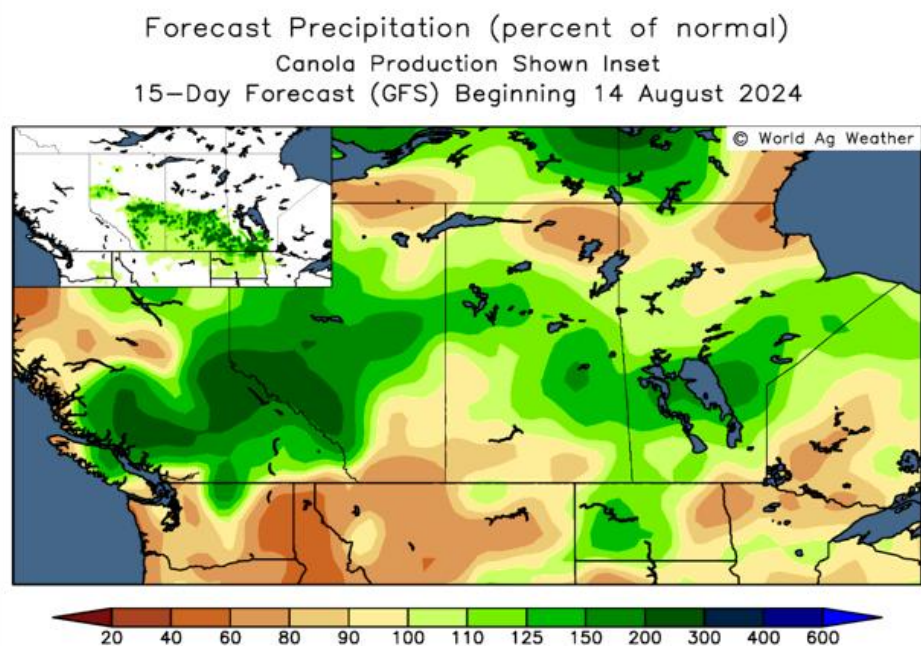 Forecast Precipitation (percent of normal)
Canola Production Shown Inset
15-Day Forecast (GFS) Beginning 14 August 2024
© World Ag Weather
20 40 60 80 90 100 110 125 150 200 300 400 600